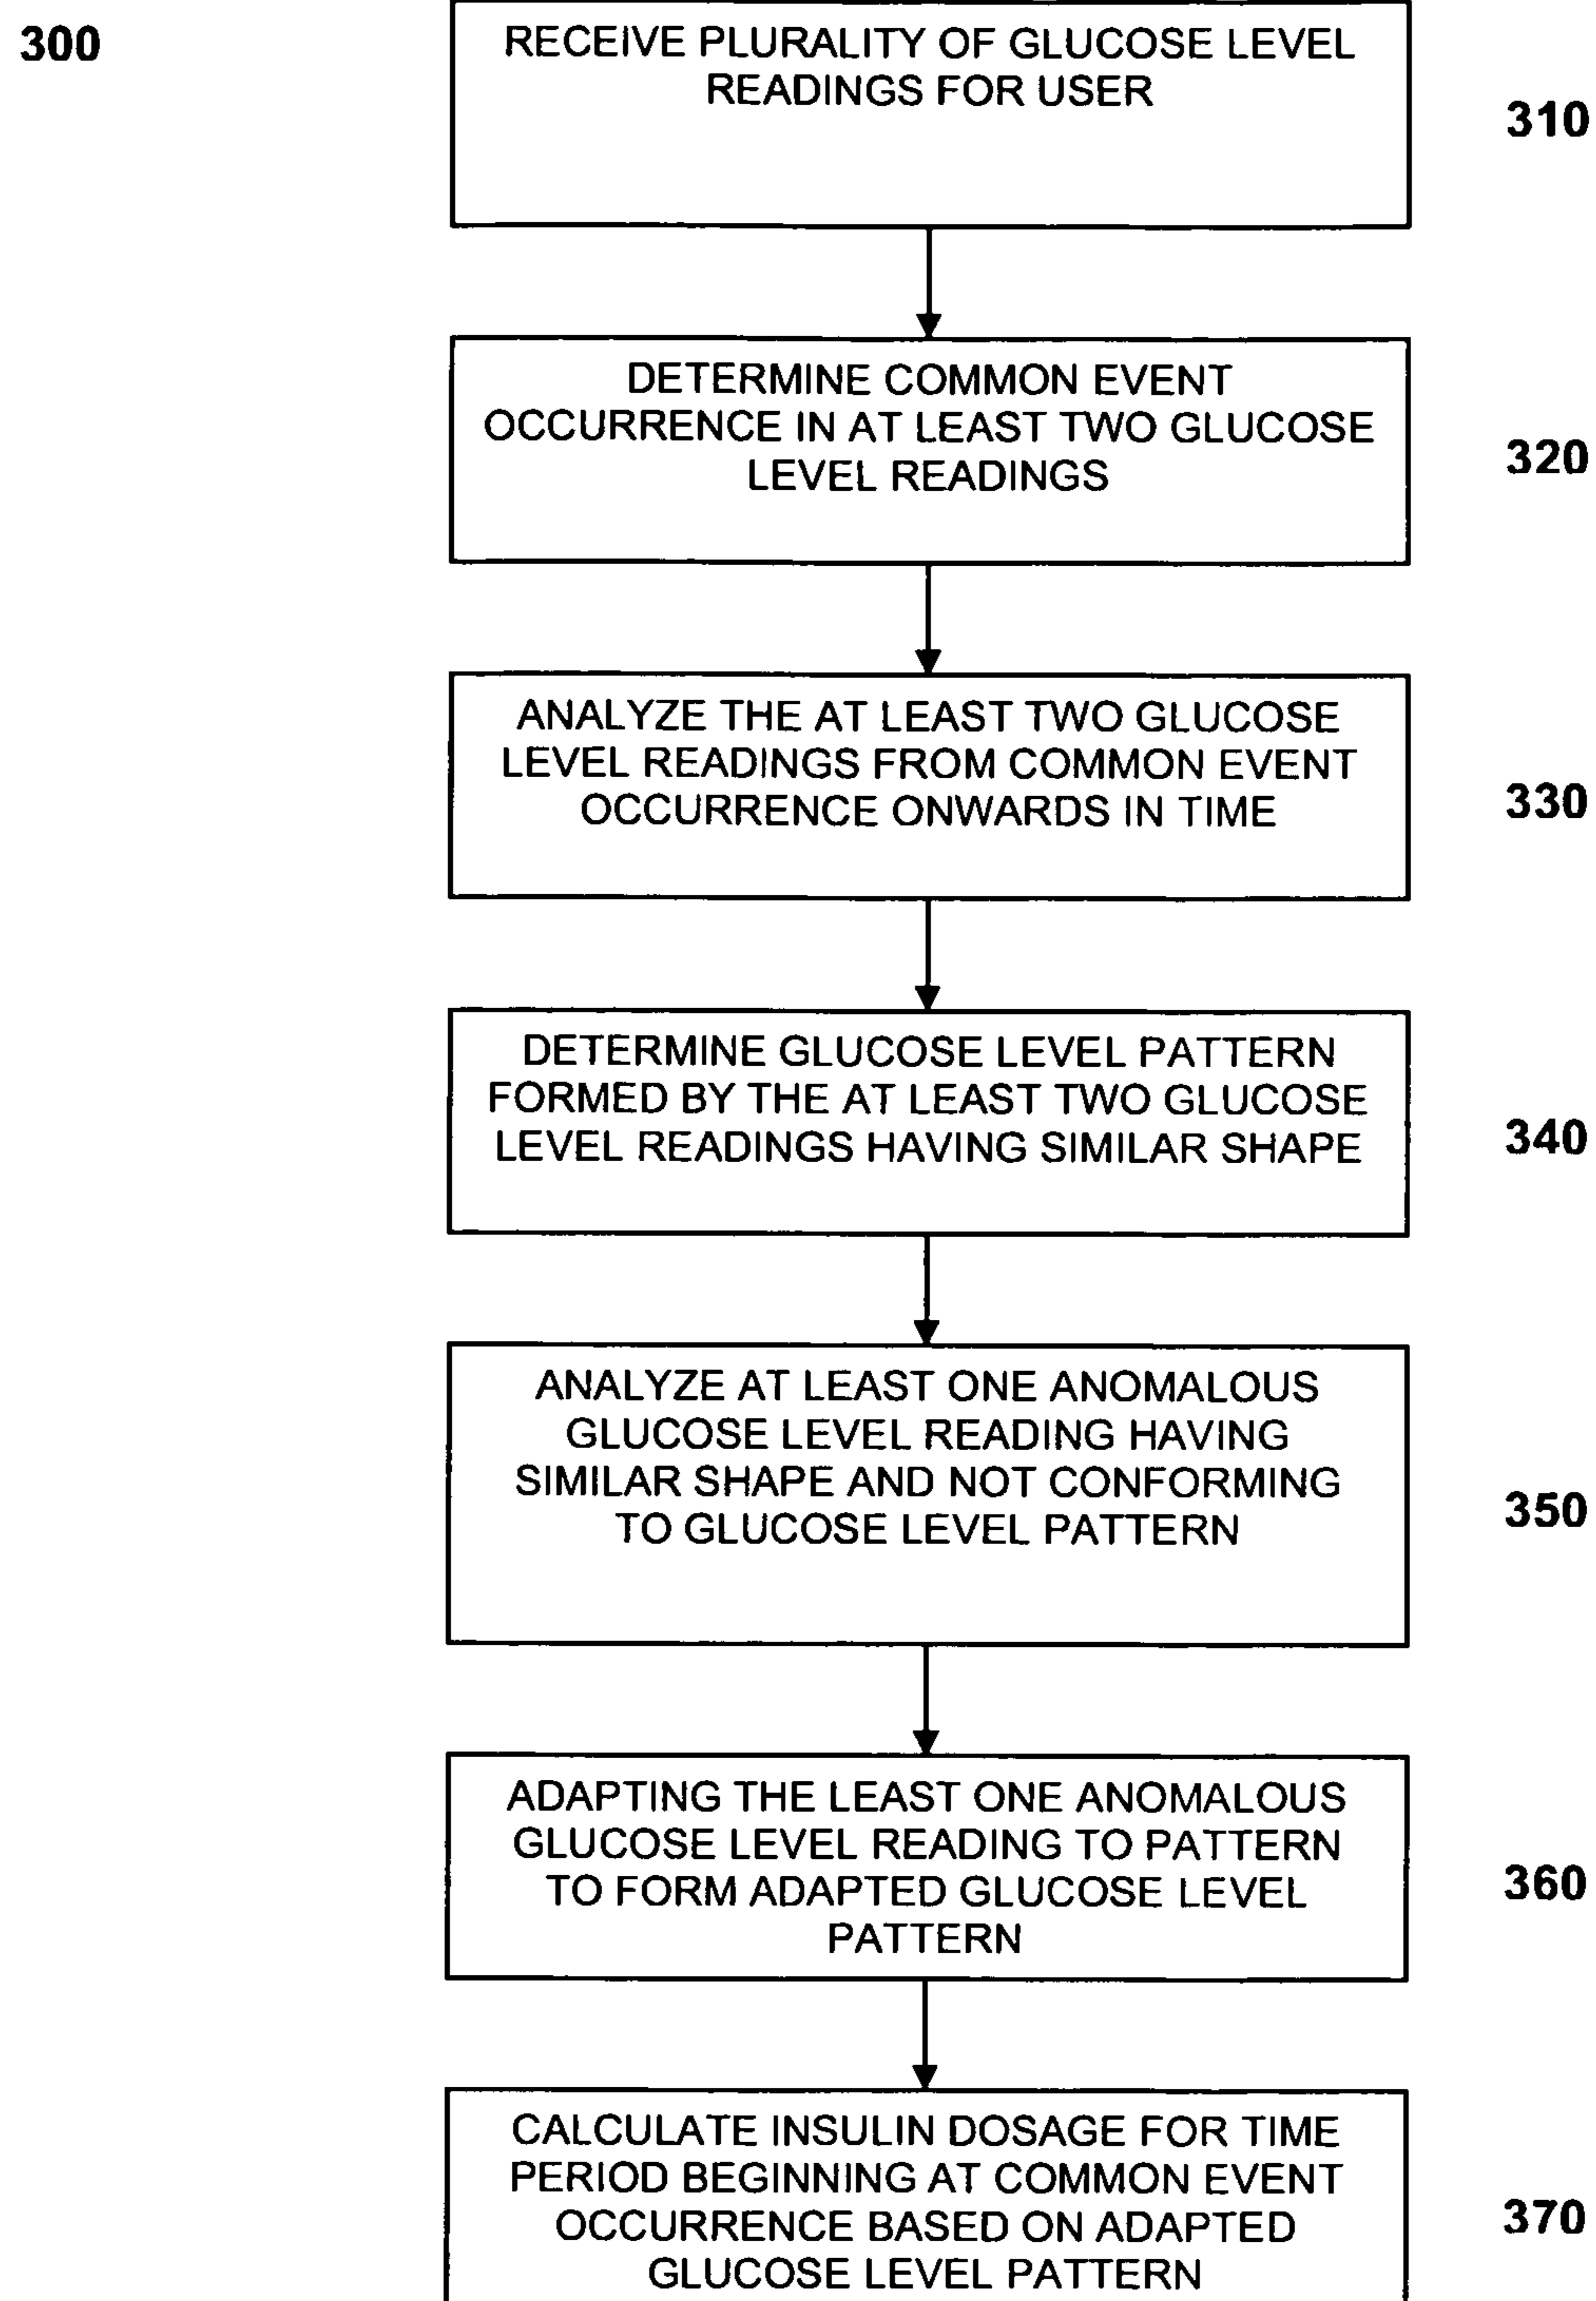 300
RECEIVE PLURALITY OF GLUCOSE LEVEL
READINGS FOR USER
310
DETERMINE COMMON EVENT
OCCURRENCE IN AT LEAST TWO GLUCOSE
LEVEL READINGS
320
ANALYZE THE AT LEAST TWO GLUCOSE
LEVEL READINGS FROM COMMON EVENT
OCCURRENCE ONWARDS IN TIME
330
DETERMINE GLUCOSE LEVEL PATTERN
FORMED BY THE AT LEAST TWO GLUCOSE
LEVEL READINGS HAVING SIMILAR SHAPE
340
ANALYZE AT LEAST ONE ANOMALOUS
GLUCOSE LEVEL READING HAVING
SIMILAR SHAPE AND NOT CONFORMING
TO GLUCOSE LEVEL PATTERN
350
ADAPTING THE LEAST ONE ANOMALOUS
GLUCOSE LEVEL READING TO PATTERN
TO FORM ADAPTED GLUCOSE LEVEL
PATTERN
360
CALCULATE INSULIN DOSAGE FOR TIME
PERIOD BEGINNING AT COMMON EVENT
OCCURRENCE BASED ON ADAPTED
GLUCOSE LEVEL PATTERN
370